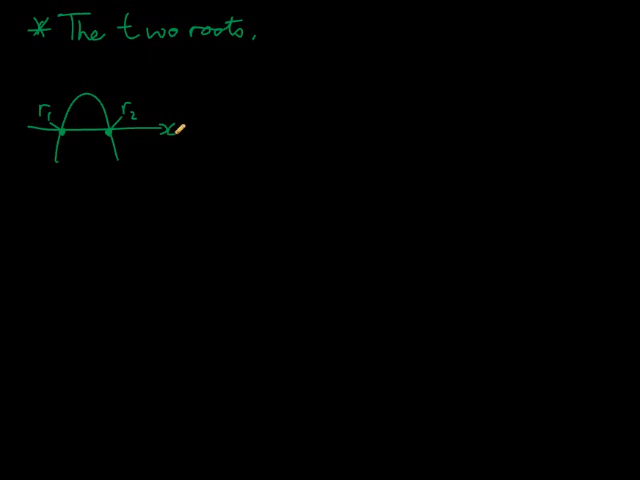 * The two roots.
r₁ r₂
x